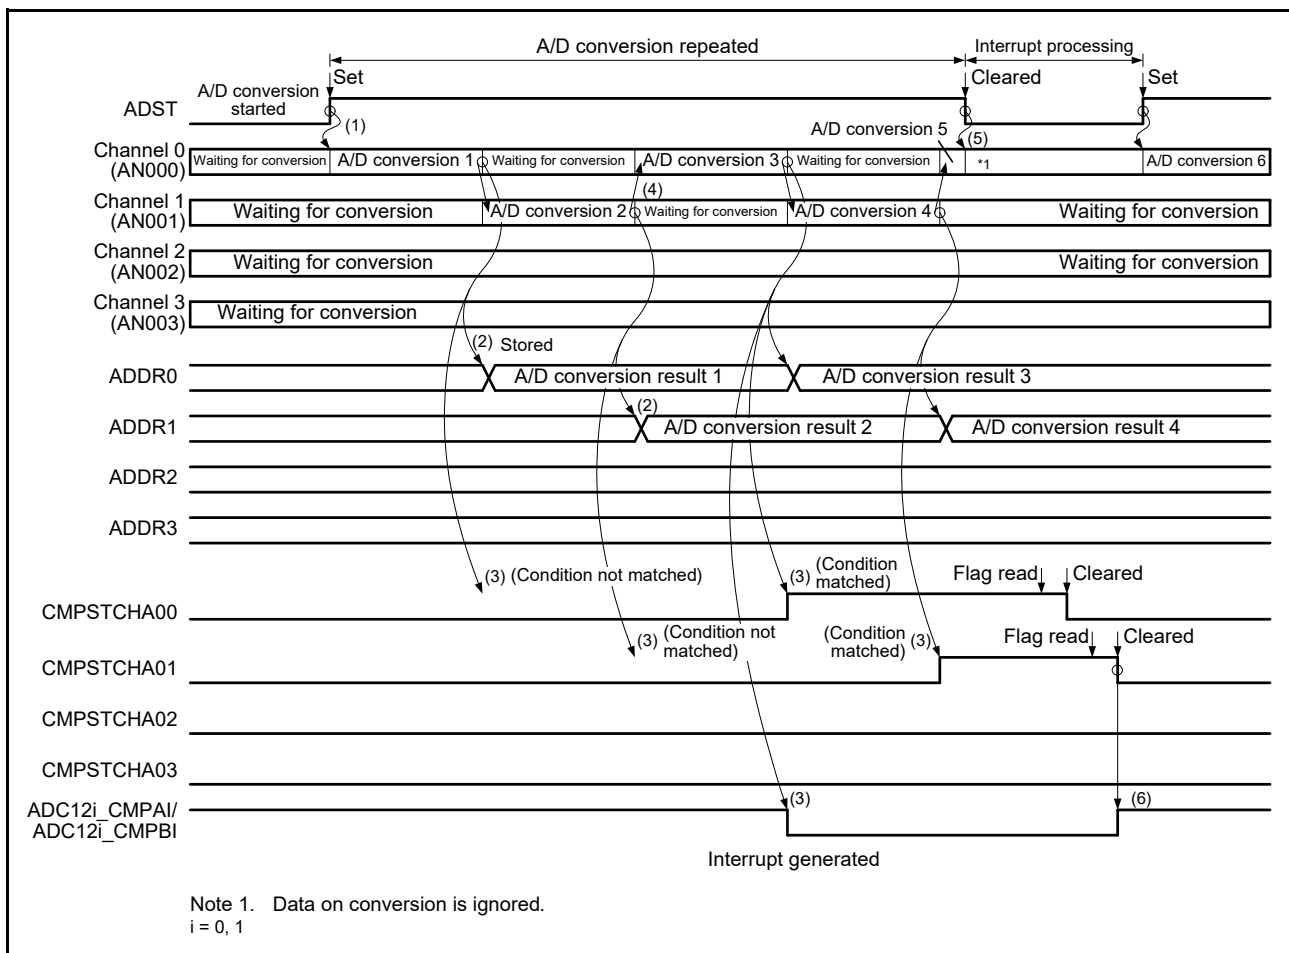 A/D conversion repeated
Interrupt processing
Set
Cleared
Set
A/D conversion
started
ADST
(1)
A/D conversion 5
(5)
Channel 0
(AN000)
Waiting for conversion
A/D conversion 1
Waiting for conversion
A/D conversion 3
Waiting for conversion
*1
A/D conversion 6
(4)
Channel 1
(AN001)
Waiting for conversion
A/D conversion 2
Waiting for conversion
A/D conversion 4
Waiting for conversion
Channel 2
(AN002)
Waiting for conversion
Waiting for conversion
Channel 3
(AN003)
Waiting for conversion
(2) Stored
ADDR0
A/D conversion result 1
A/D conversion result 3
(2)
ADDR1
A/D conversion result 2
A/D conversion result 4
ADDR2
ADDR3
(3) (Condition not matched)
(3) (Condition
matched)
Flag read
Cleared
CMPSTCHA00
(3) (Condition not
matched)
(Condition
matched) (3)
Flag read
Cleared
CMPSTCHA01
CMPSTCHA02
CMPSTCHA03
ADC12i_CMPAI/
ADC12i_CMPBI
(3)
(6)
Interrupt generated
Note 1. Data on conversion is ignored.
i = 0, 1